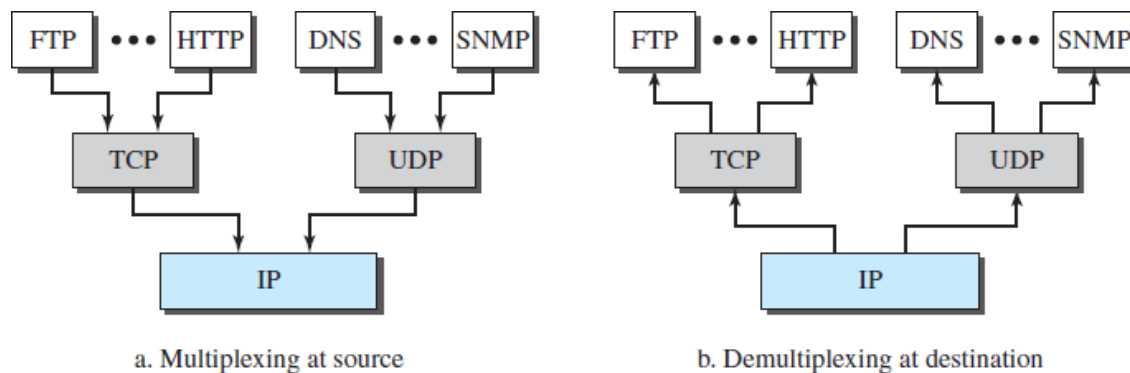 FTP ••• HTTP DNS ••• SNMP
TCP UDP
IP
a. Multiplexing at source
FTP ••• HTTP DNS ••• SNMP
TCP UDP
IP
b. Demultiplexing at destination